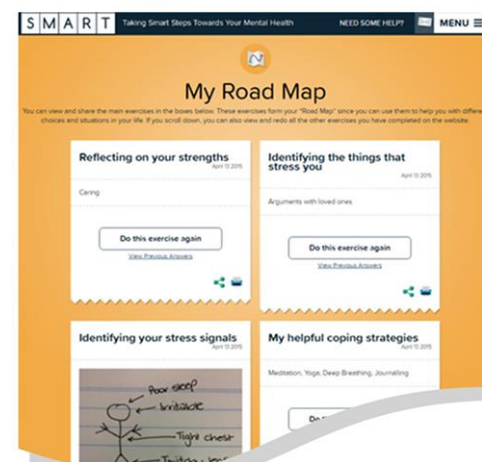 SMART Taking Smart Steps Towards Your Mental Health NEED SOME HELP? MENU
My Road Map
You can view and share the main exercises in the boxes below. These exercises form your "Road Map" since you can use them to help you with differe
choices and situations in your life. If you scroll down, you can also view and redo all the other exercises you have completed on the website.
Reflecting on your strengths
April 13 2015
Caring
Do this exercise again
View Previous Answers
Identifying the things that
stress you
April 13 2015
Arguments with loved ones
Do this exercise again
View Previous Answers
Identifying your stress signals
April 13 2015
Poor sleep
Irritable
Tight chest
My helpful coping strategies
April 13 2015
Meditation, Yoga, Deep Breathing, Journalling
Do